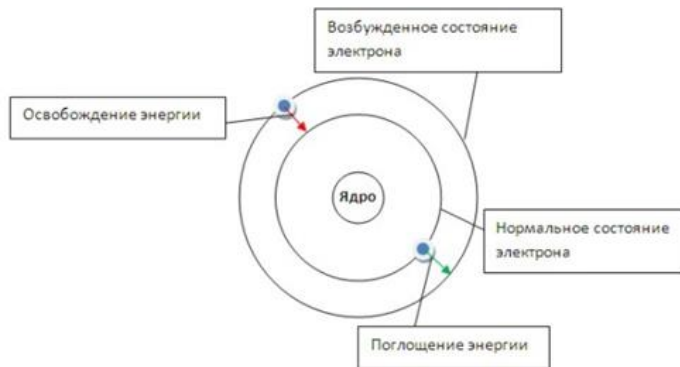 Возбужденное состояние
электрона
Освобождение энергии
Ядро
Нормальное состояние
электрона
Поглощение энергии